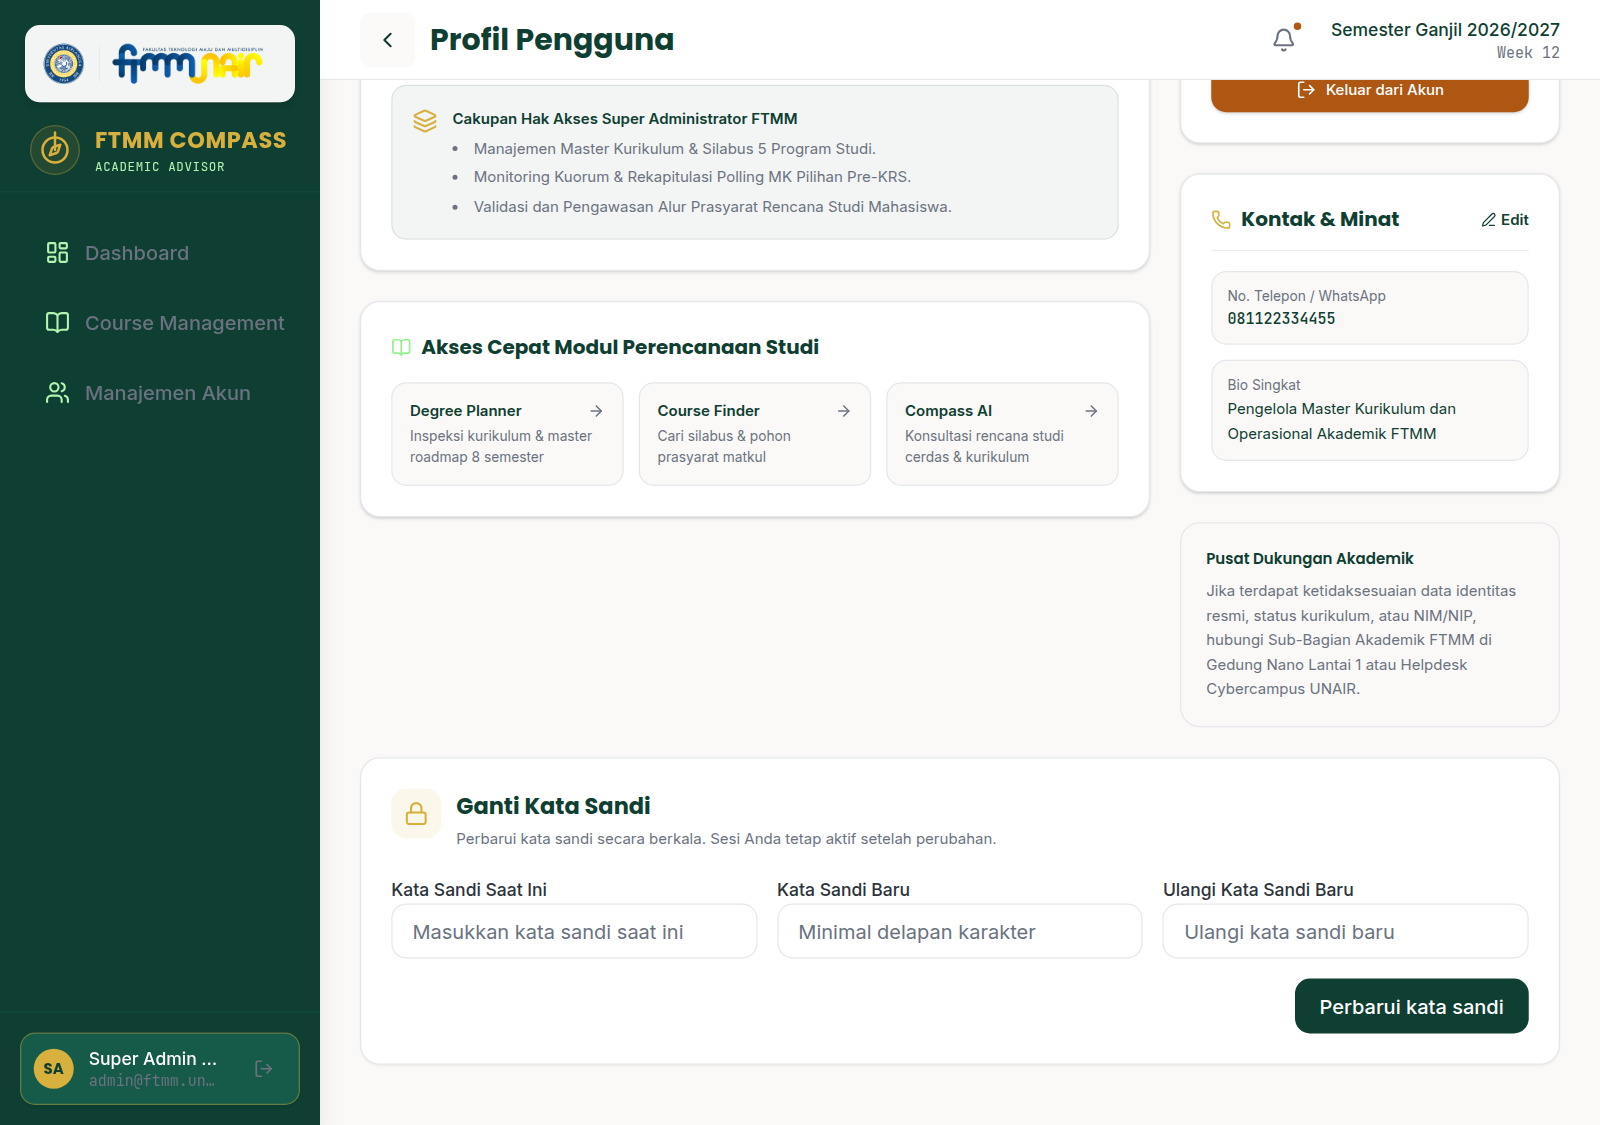 FAKULTAS TEKNOLOGI MAJU DAN MULTIDISIPLIN
ftmm unair
FTMM COMPASS
ACADEMIC ADVISOR
Dashboard
Course Management
Manajemen Akun
Super Admin ...
admin@ftmm.un...
Profil Pengguna
Semester Ganjil 2026/2027
Week 12
Cakupan Hak Akses Super Administrator FTMM
• Manajemen Master Kurikulum & Silabus 5 Program Studi.
• Monitoring Kuorum & Rekapitulasi Polling MK Pilihan Pre-KRS.
• Validasi dan Pengawasan Alur Prasyarat Rencana Studi Mahasiswa.
Akses Cepat Modul Perencanaan Studi
Degree Planner
Inspeksi kurikulum & master
roadmap 8 semester
Course Finder
Cari silabus & pohon
prasyarat matkul
Compass AI
Konsultasi rencana studi
cerdas & kurikulum
Keluar dari Akun
Kontak & Minat
Edit
No. Telepon / WhatsApp
081122334455
Bio Singkat
Pengelola Master Kurikulum dan
Operasional Akademik FTMM
Pusat Dukungan Akademik
Jika terdapat ketidaksesuaian data identitas
resmi, status kurikulum, atau NIM/NIP,
hubungi Sub-Bagian Akademik FTMM di
Gedung Nano Lantai 1 atau Helpdesk
Cybercampus UNAIR.
Ganti Kata Sandi
Perbarui kata sandi secara berkala. Sesi Anda tetap aktif setelah perubahan.
Kata Sandi Saat Ini
Masukkan kata sandi saat ini
Kata Sandi Baru
Minimal delapan karakter
Ulangi Kata Sandi Baru
Ulangi kata sandi baru
Perbarui kata sandi
SA